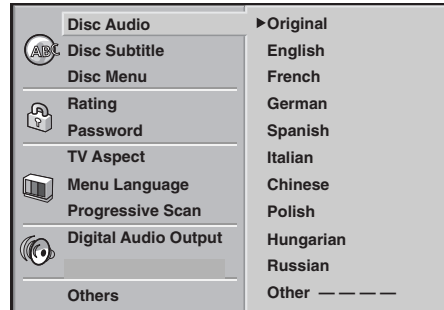 Disc Audio
Disc Subtitle
Disc Menu
Rating
Password
TV Aspect
Menu Language
Progressive Scan
Digital Audio Output
Others
Original
English
French
German
Spanish
Italian
Chinese
Polish
Hungarian
Russian
Other — — — —
ABC